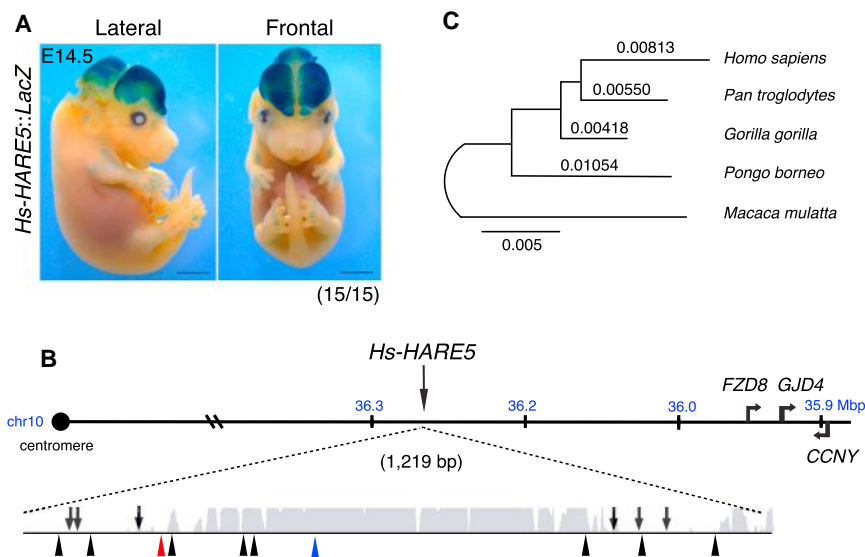 A
Lateral
Frontal
E14.5
Hs-HARE5::LacZ
(15/15)
C
0.00813
Homo sapiens
0.00550
Pan troglodytes
0.00418
Gorilla gorilla
0.01054
Pongo borneo
Macaca mulatta
0.005
B
Hs-HARE5
FZD8
GJD4
chr10
36.3
36.2
36.0
35.9 Mbp
centromere
CCNY
(1,219 bp)